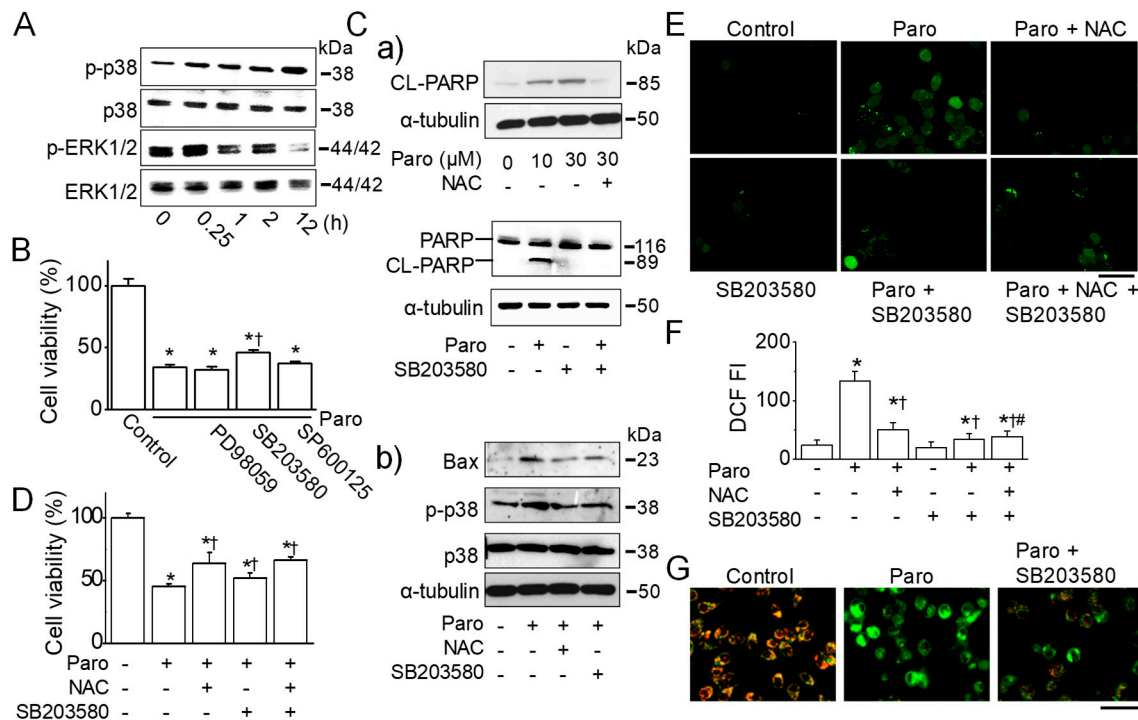 A
kDa
p-p38
–38
p38
–38
p-ERK1/2
–44/42
ERK1/2
–44/42
0 0.25 1 2 12 (h)
B
Cell viability (%)
100
50
0
Control
PD98059
SB203580
SP600125
Paro
* * *† *
C
a)
kDa
CL-PARP
–85
α-tubulin
–50
Paro (µM) 0 10 30 30
NAC - - - +
PARP
–116
CL-PARP
–89
α-tubulin
–50
Paro - + - +
SB203580 - - + +
b)
kDa
Bax
–23
p-p38
–38
p38
–38
α-tubulin
–50
Paro - + + +
NAC - - + -
SB203580 - - - +
D
Cell viability (%)
100
50
0
* *† *† *†
Paro - + + + +
NAC - - + - +
SB203580 - - - + +
E
Control Paro Paro + NAC
SB203580
Paro +
SB203580
Paro + NAC +
SB203580
F
DCF FI
200
100
0
* *† *† *†#
Paro - + + - + +
NAC - - + - - +
SB203580 - - - + + +
G
Control
Paro
Paro +
SB203580